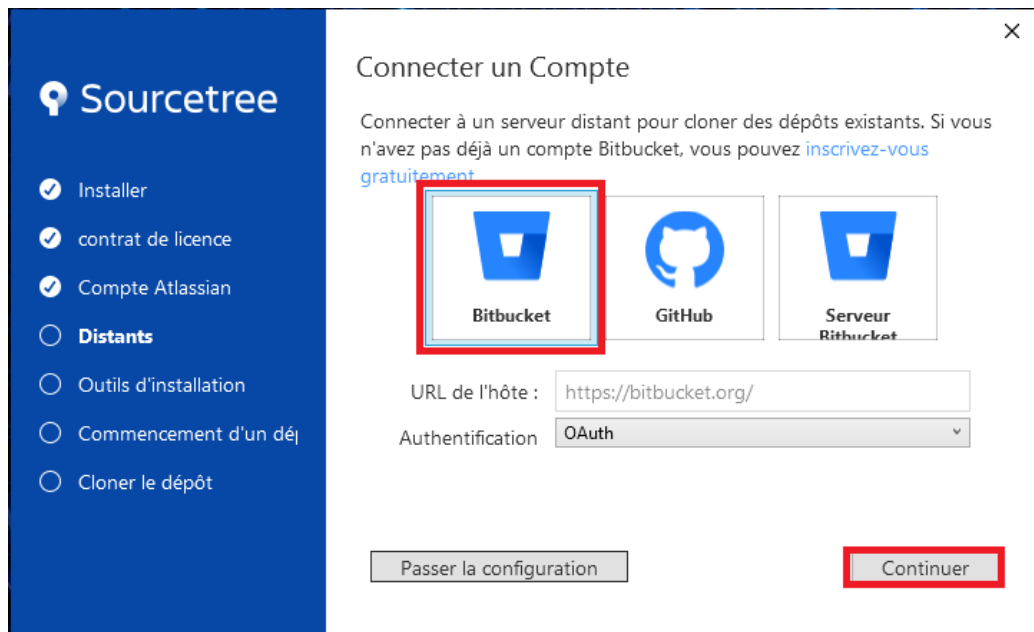 Sourcetree
Installer
contrat de licence
Compte Atlassian
Distants
Outils d'installation
Commencement d'un dé
Cloner le dépôt
Connecter un Compte
Connecter à un serveur distant pour cloner des dépôts existants. Si vous
n'avez pas déjà un compte Bitbucket, vous pouvez inscrivez-vous
gratuitement
Bitbucket
GitHub
Serveur
Bitbucket
URL de l'hôte :
https://bitbucket.org/
Authentification
OAuth
Passer la configuration
Continuer